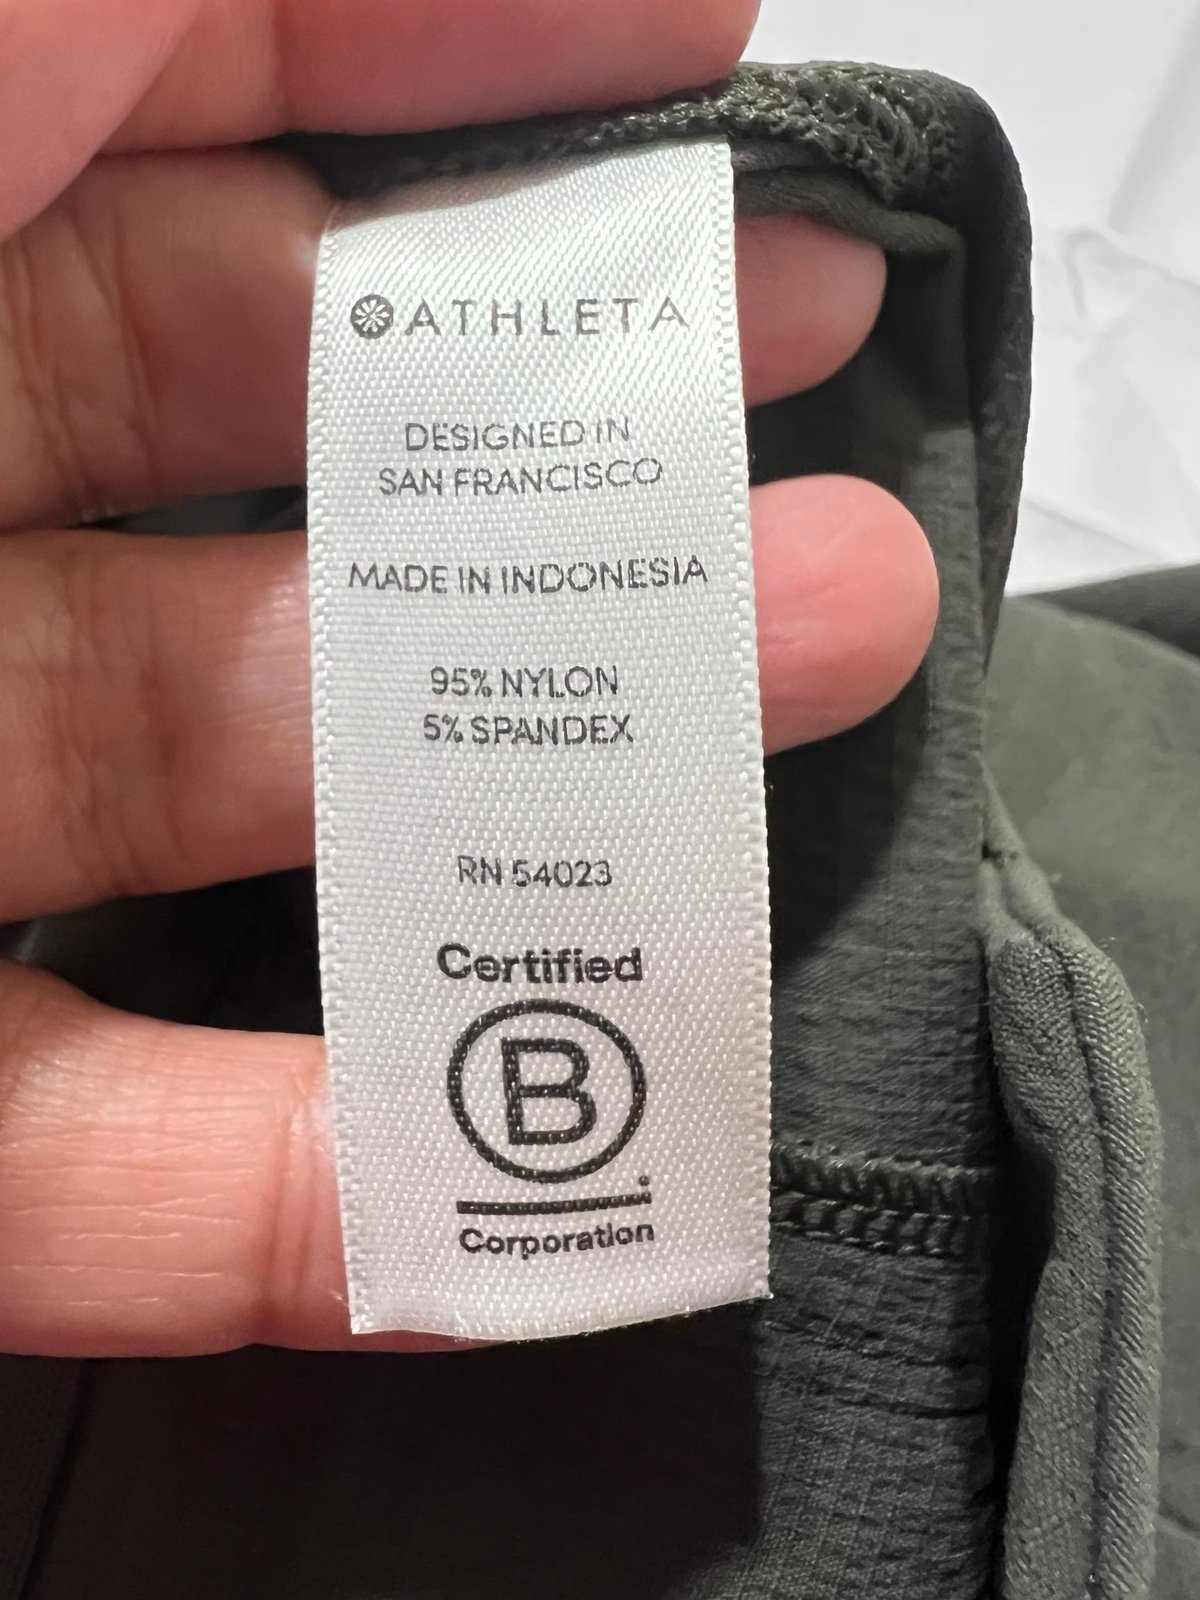 ATHLETA
DESIGNED IN
SAN FRANCISCO
MADE IN INDONESIA
95% NYLON
5% SPANDEX
RN 54023
Certified
B
Corporation